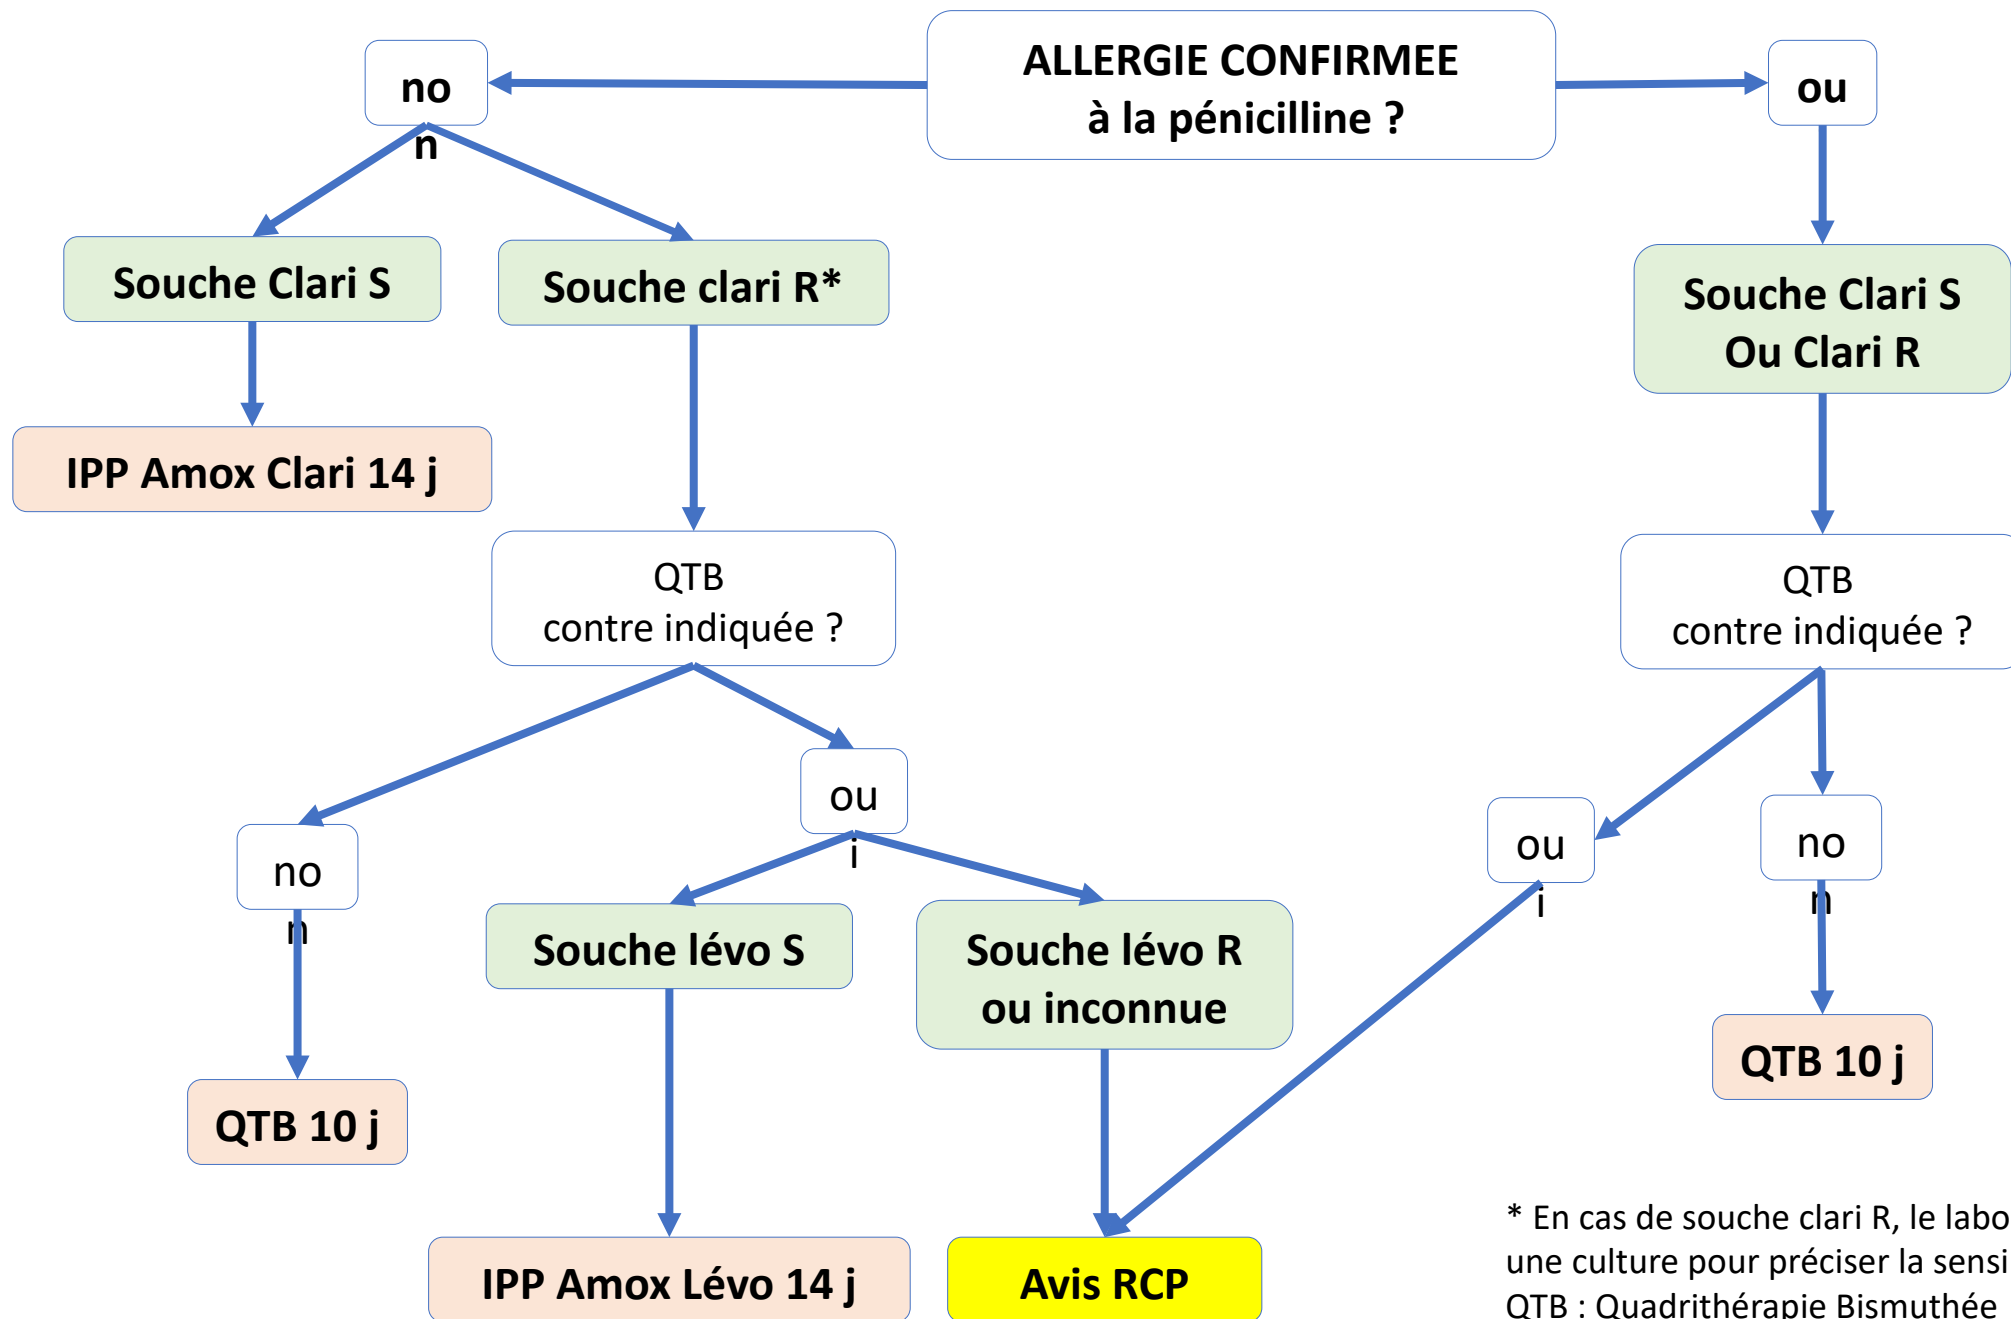 ALLERGIE CONFIRMEE
à la pénicilline ?
no
n
ou
Souche Clari S
Souche clari R*
Souche Clari S
Ou Clari R
IPP Amox Clari 14 j
QTB
contre indiquée ?
QTB
contre indiquée ?
ou
i
no
n
ou
i
no
n
Souche lévo S
Souche lévo R
ou inconnue
QTB 10 j
QTB 10 j
IPP Amox Lévo 14 j
Avis RCP
* En cas de souche clari R, le labo
une culture pour préciser la sensi
QTB : Quadrithérapie Bismuthée